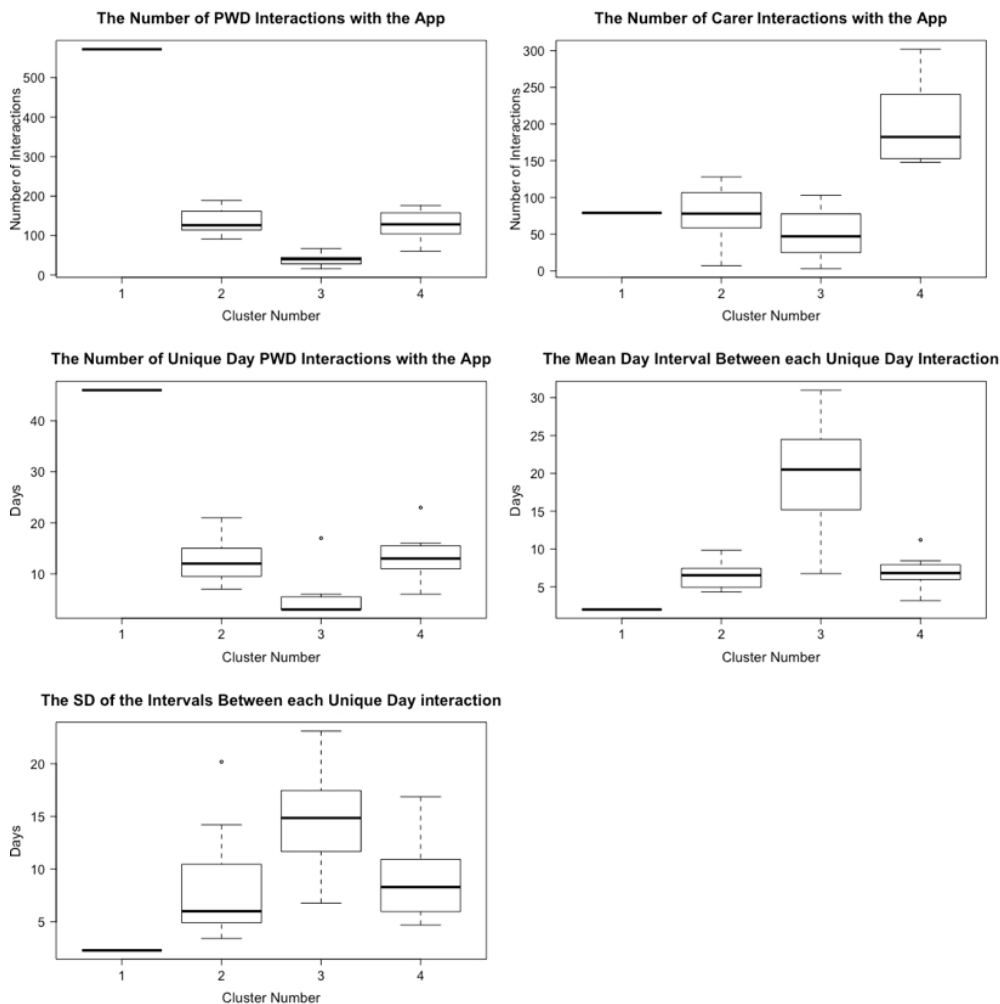 The Number of PWD Interactions with the App
Number of Interactions
500
400
300
200
100
0
1 2 3 4
Cluster Number
The Number of Carer Interactions with the App
Number of Interactions
300
250
200
150
100
50
0
1 2 3 4
Cluster Number
The Number of Unique Day PWD Interactions with the App
Days
40
30
20
10
1 2 3 4
Cluster Number
The Mean Day Interval Between each Unique Day Interaction
Days
30
25
20
15
10
5
1 2 3 4
Cluster Number
The SD of the Intervals Between each Unique Day interaction
Days
20
15
10
5
1 2 3 4
Cluster Number